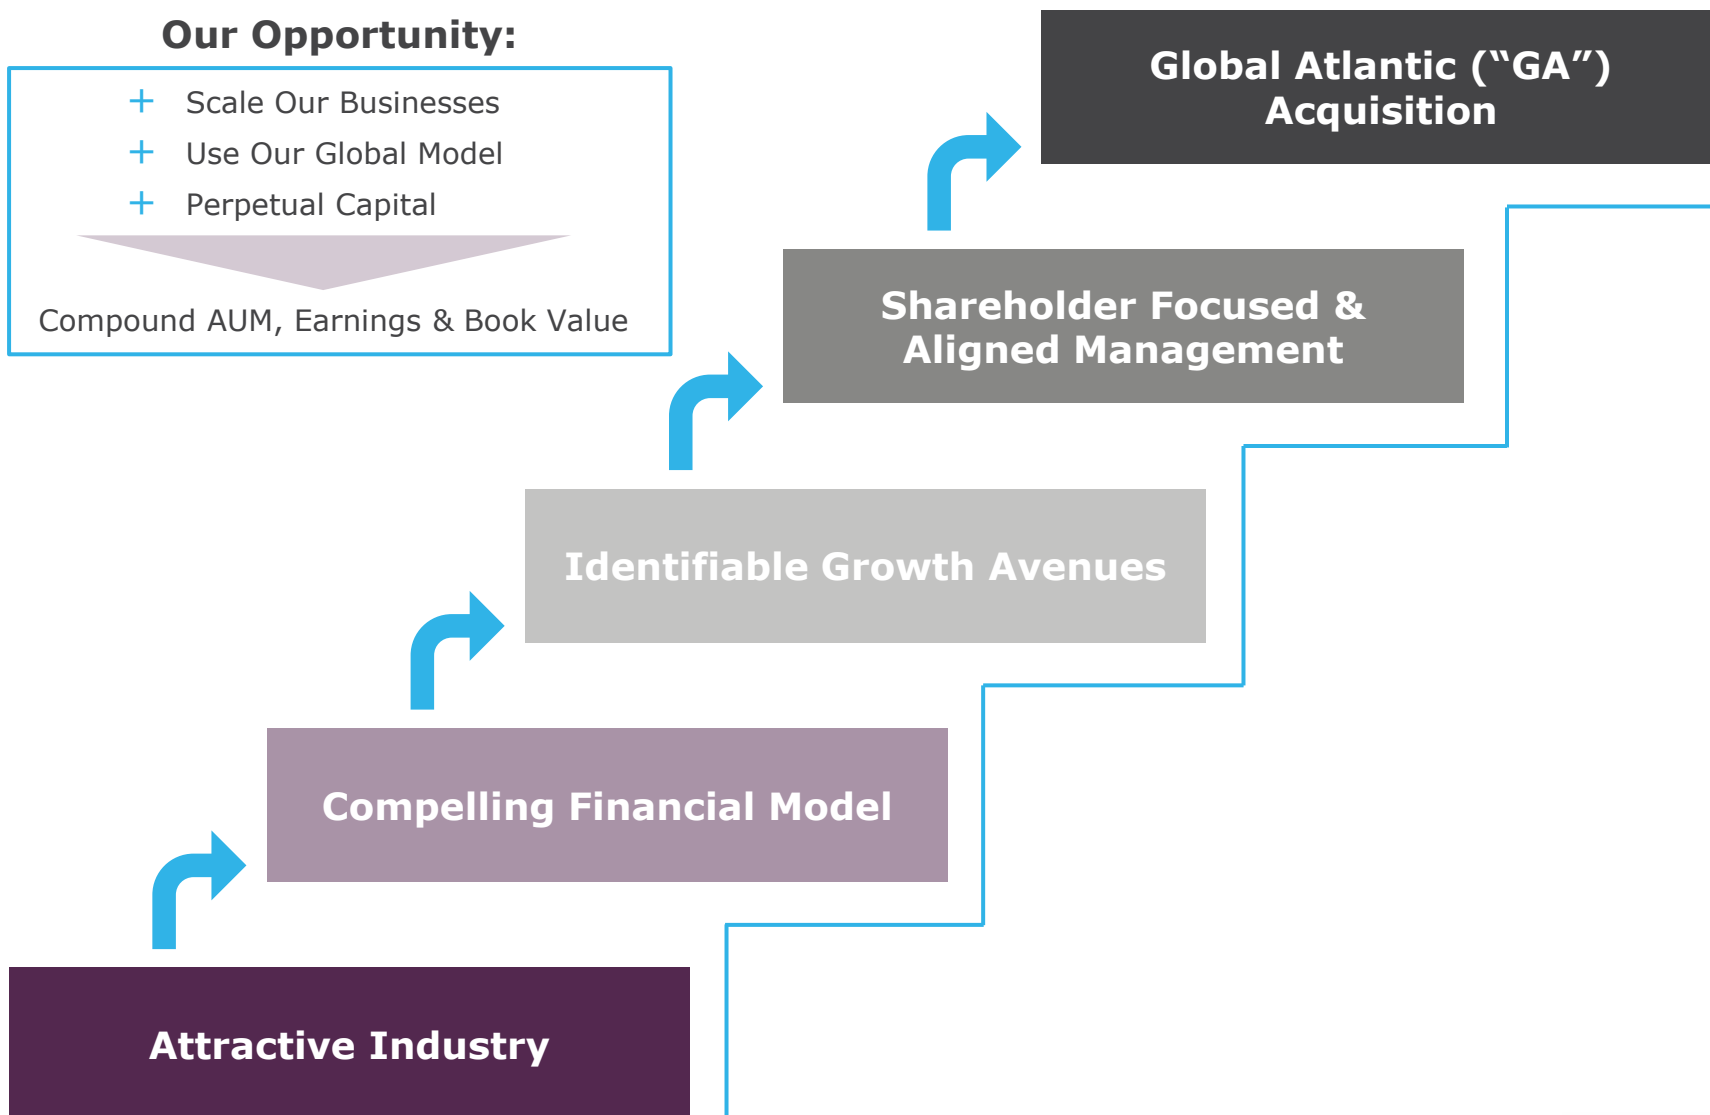 Our Opportunity:
+ Scale Our Businesses
+ Use Our Global Model
+ Perpetual Capital
Compound AUM, Earnings & Book Value
Global Atlantic (“GA”)
Acquisition
Shareholder Focused &
Aligned Management
Identifiable Growth Avenues
Compelling Financial Model
Attractive Industry